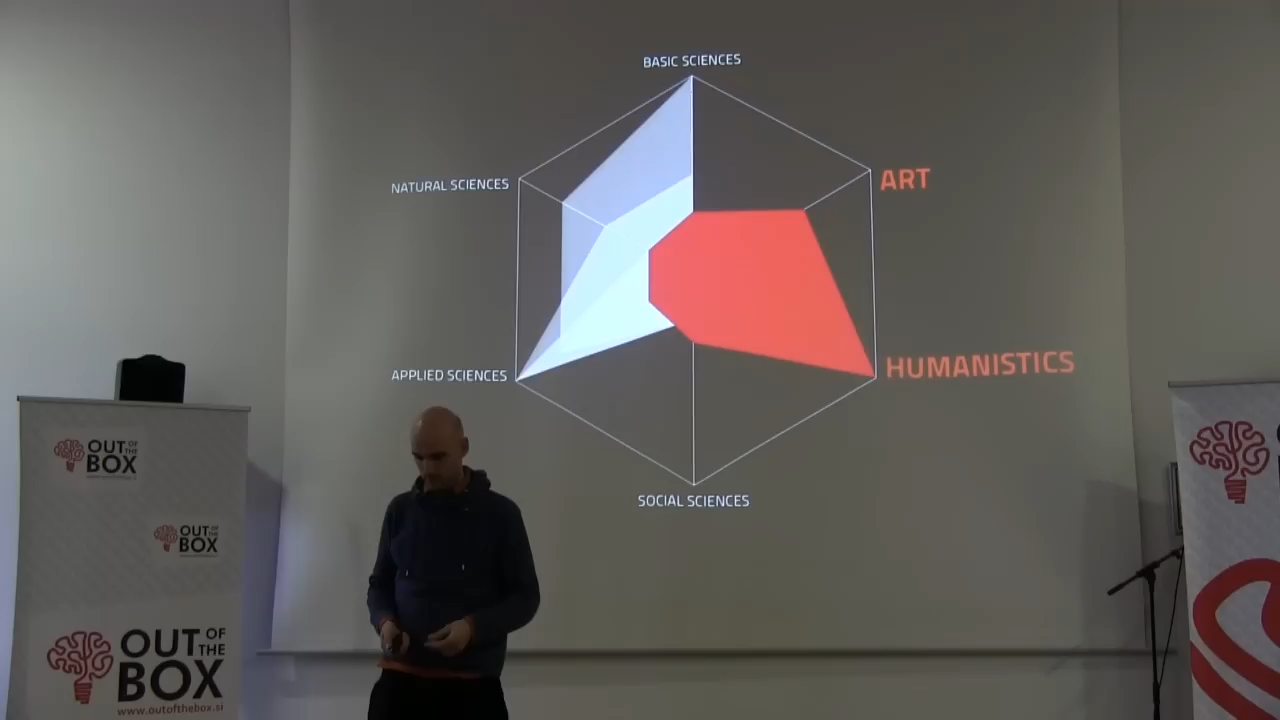 BASIC SCIENCES
NATURAL SCIENCES
ART
APPLIED SCIENCES
HUMANISTICS
SOCIAL SCIENCES
OUT OF THE
BOX
OUT OF THE
BOX
OUT OF THE
BOX
www.outofthebox.si